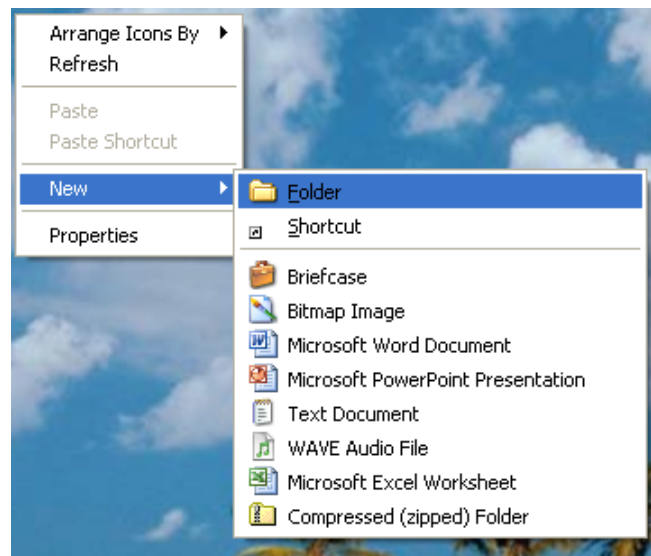 Arrange Icons By
Refresh
Paste
Paste Shortcut
New
Properties
Folder
Shortcut
Briefcase
Bitmap Image
Microsoft Word Document
Microsoft PowerPoint Presentation
Text Document
WAVE Audio File
Microsoft Excel Worksheet
Compressed (zipped) Folder